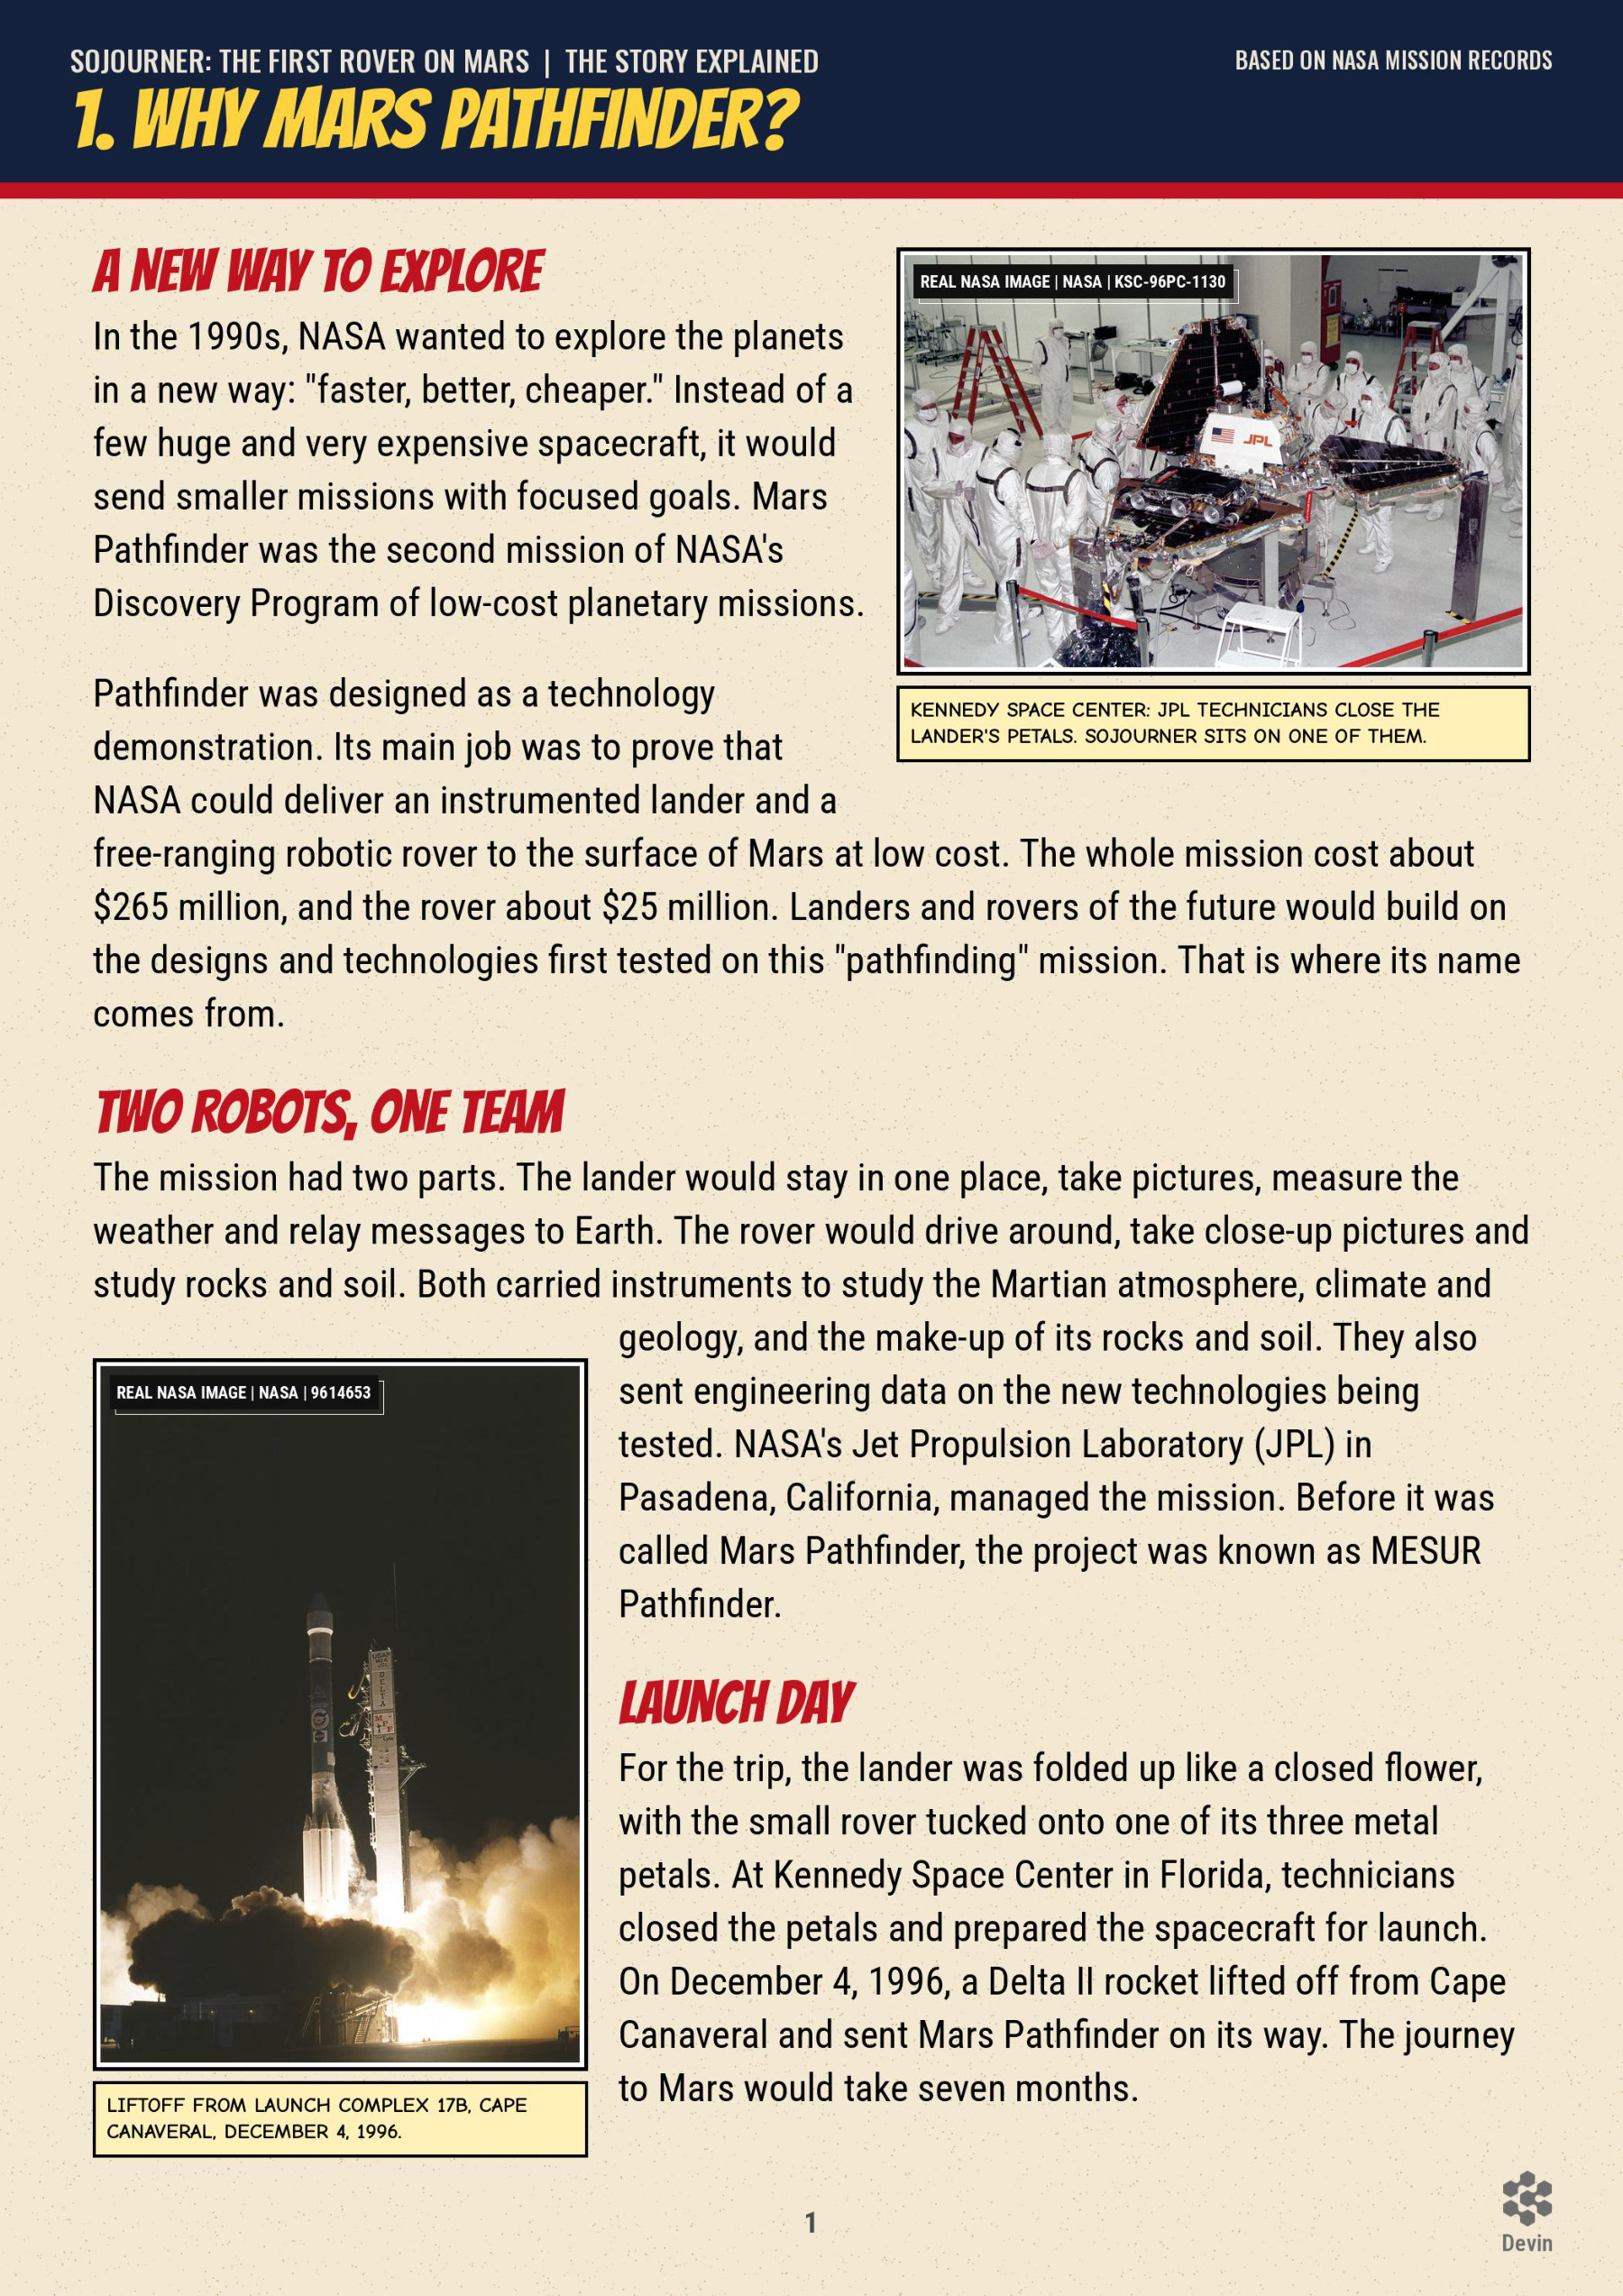 SOJOURNER: THE FIRST ROVER ON MARS | THE STORY EXPLAINED
BASED ON NASA MISSION RECORDS
1. WHY MARS PATHFINDER?
A NEW WAY TO EXPLORE
In the 1990s, NASA wanted to explore the planets
in a new way: "faster, better, cheaper." Instead of a
few huge and very expensive spacecraft, it would
send smaller missions with focused goals. Mars
Pathfinder was the second mission of NASA's
Discovery Program of low-cost planetary missions.
REAL NASA IMAGE | NASA | KSC-96PC-1130
JPL
KENNEDY SPACE CENTER: JPL TECHNICIANS CLOSE THE
LANDER'S PETALS. SOJOURNER SITS ON ONE OF THEM.
Pathfinder was designed as a technology
demonstration. Its main job was to prove that
NASA could deliver an instrumented lander and a
free-ranging robotic rover to the surface of Mars at low cost. The whole mission cost about
$265 million, and the rover about $25 million. Landers and rovers of the future would build on
the designs and technologies first tested on this "pathfinding" mission. That is where its name
comes from.
TWO ROBOTS, ONE TEAM
The mission had two parts. The lander would stay in one place, take pictures, measure the
weather and relay messages to Earth. The rover would drive around, take close-up pictures and
study rocks and soil. Both carried instruments to study the Martian atmosphere, climate and
geology, and the make-up of its rocks and soil. They also
sent engineering data on the new technologies being
tested. NASA's Jet Propulsion Laboratory (JPL) in
Pasadena, California, managed the mission. Before it was
called Mars Pathfinder, the project was known as MESUR
Pathfinder.
REAL NASA IMAGE | NASA | 9614653
DELTA
LIFTOFF FROM LAUNCH COMPLEX 17B, CAPE
CANAVERAL, DECEMBER 4, 1996.
LAUNCH DAY
For the trip, the lander was folded up like a closed flower,
with the small rover tucked onto one of its three metal
petals. At Kennedy Space Center in Florida, technicians
closed the petals and prepared the spacecraft for launch.
On December 4, 1996, a Delta II rocket lifted off from Cape
Canaveral and sent Mars Pathfinder on its way. The journey
to Mars would take seven months.
1
Devin